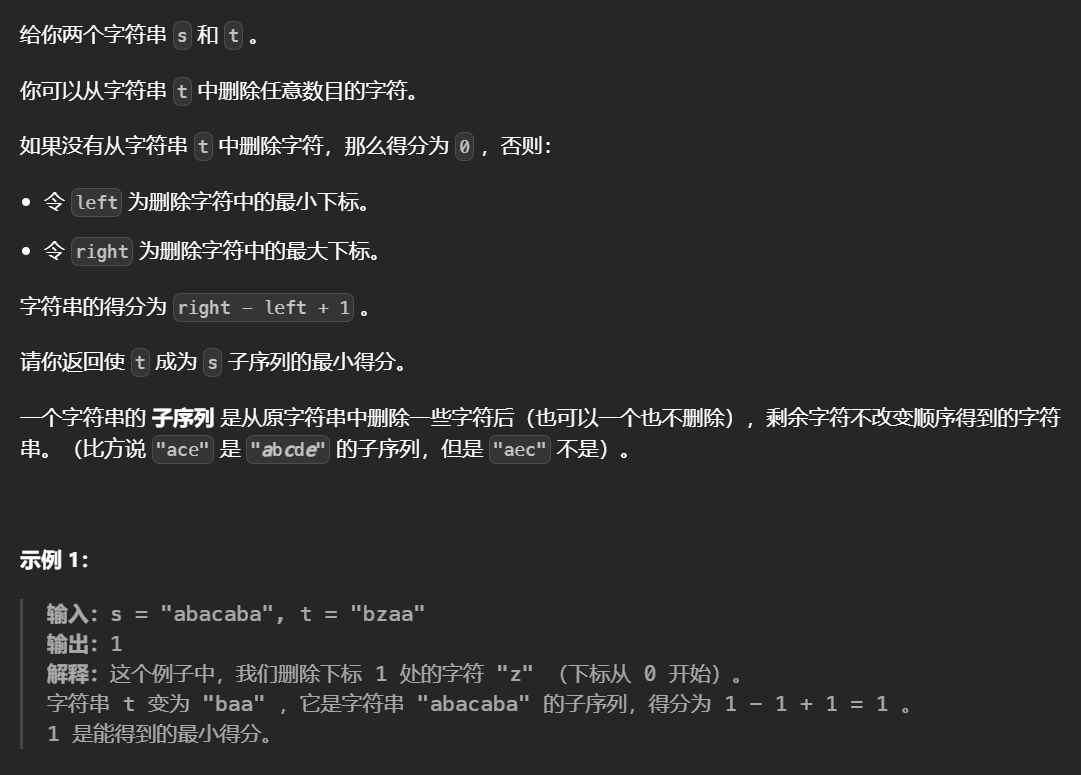 给你两个字符串 s 和 t 。
你可以从字符串 t 中删除任意数目的字符。
如果没有从字符串 t 中删除字符，那么得分为 0 ，否则：
• 令 left 为删除字符中的最小下标。
• 令 right 为删除字符中的最大下标。
字符串的得分为 right - left + 1 。
请你返回使 t 成为 s 子序列的最小得分。
一个字符串的 子序列 是从原字符串中删除一些字符后（也可以一个也不删除），剩余字符不改变顺序得到的字符
串。（比方说 "ace" 是 "abcde" 的子序列，但是 "aec" 不是）。
示例 1：
输入：s = "abacaba", t = "bzaa"
输出：1
解释：这个例子中，我们删除下标 1 处的字符 "z" （下标从 0 开始）。
字符串 t 变为 "baa" ，它是字符串 "abacaba" 的子序列，得分为 1 - 1 + 1 = 1 。
1 是能得到的最小得分。